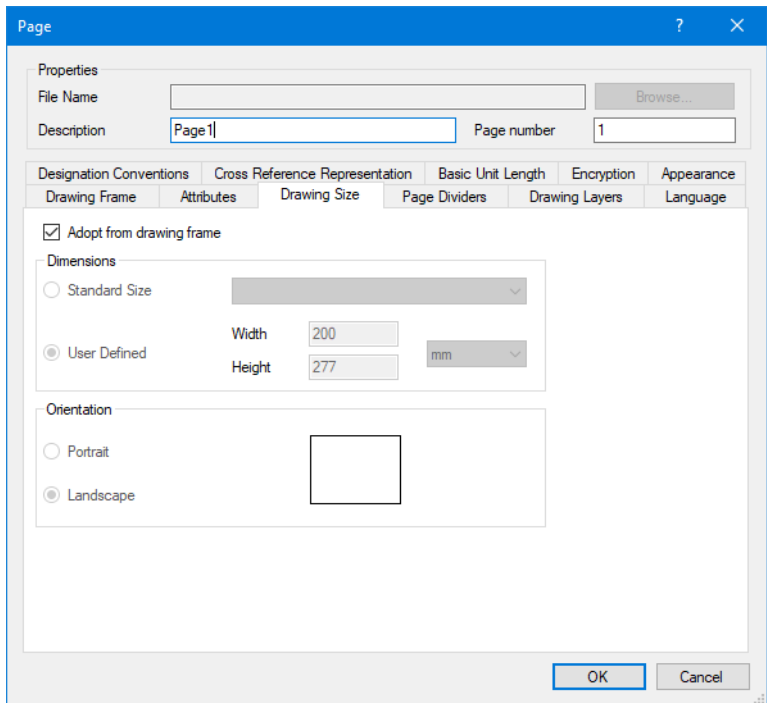 Page ?
Properties
File Name Browse...
Description Page1 Page number 1
Designation Conventions Cross Reference Representation Basic Unit Length Encryption Appearance
Drawing Frame Attributes Drawing Size Page Dividers Drawing Layers Language
Adopt from drawing frame
Dimensions
Standard Size
Width 200
User Defined mm
Height 277
Orientation
Portrait
Landscape
OK Cancel